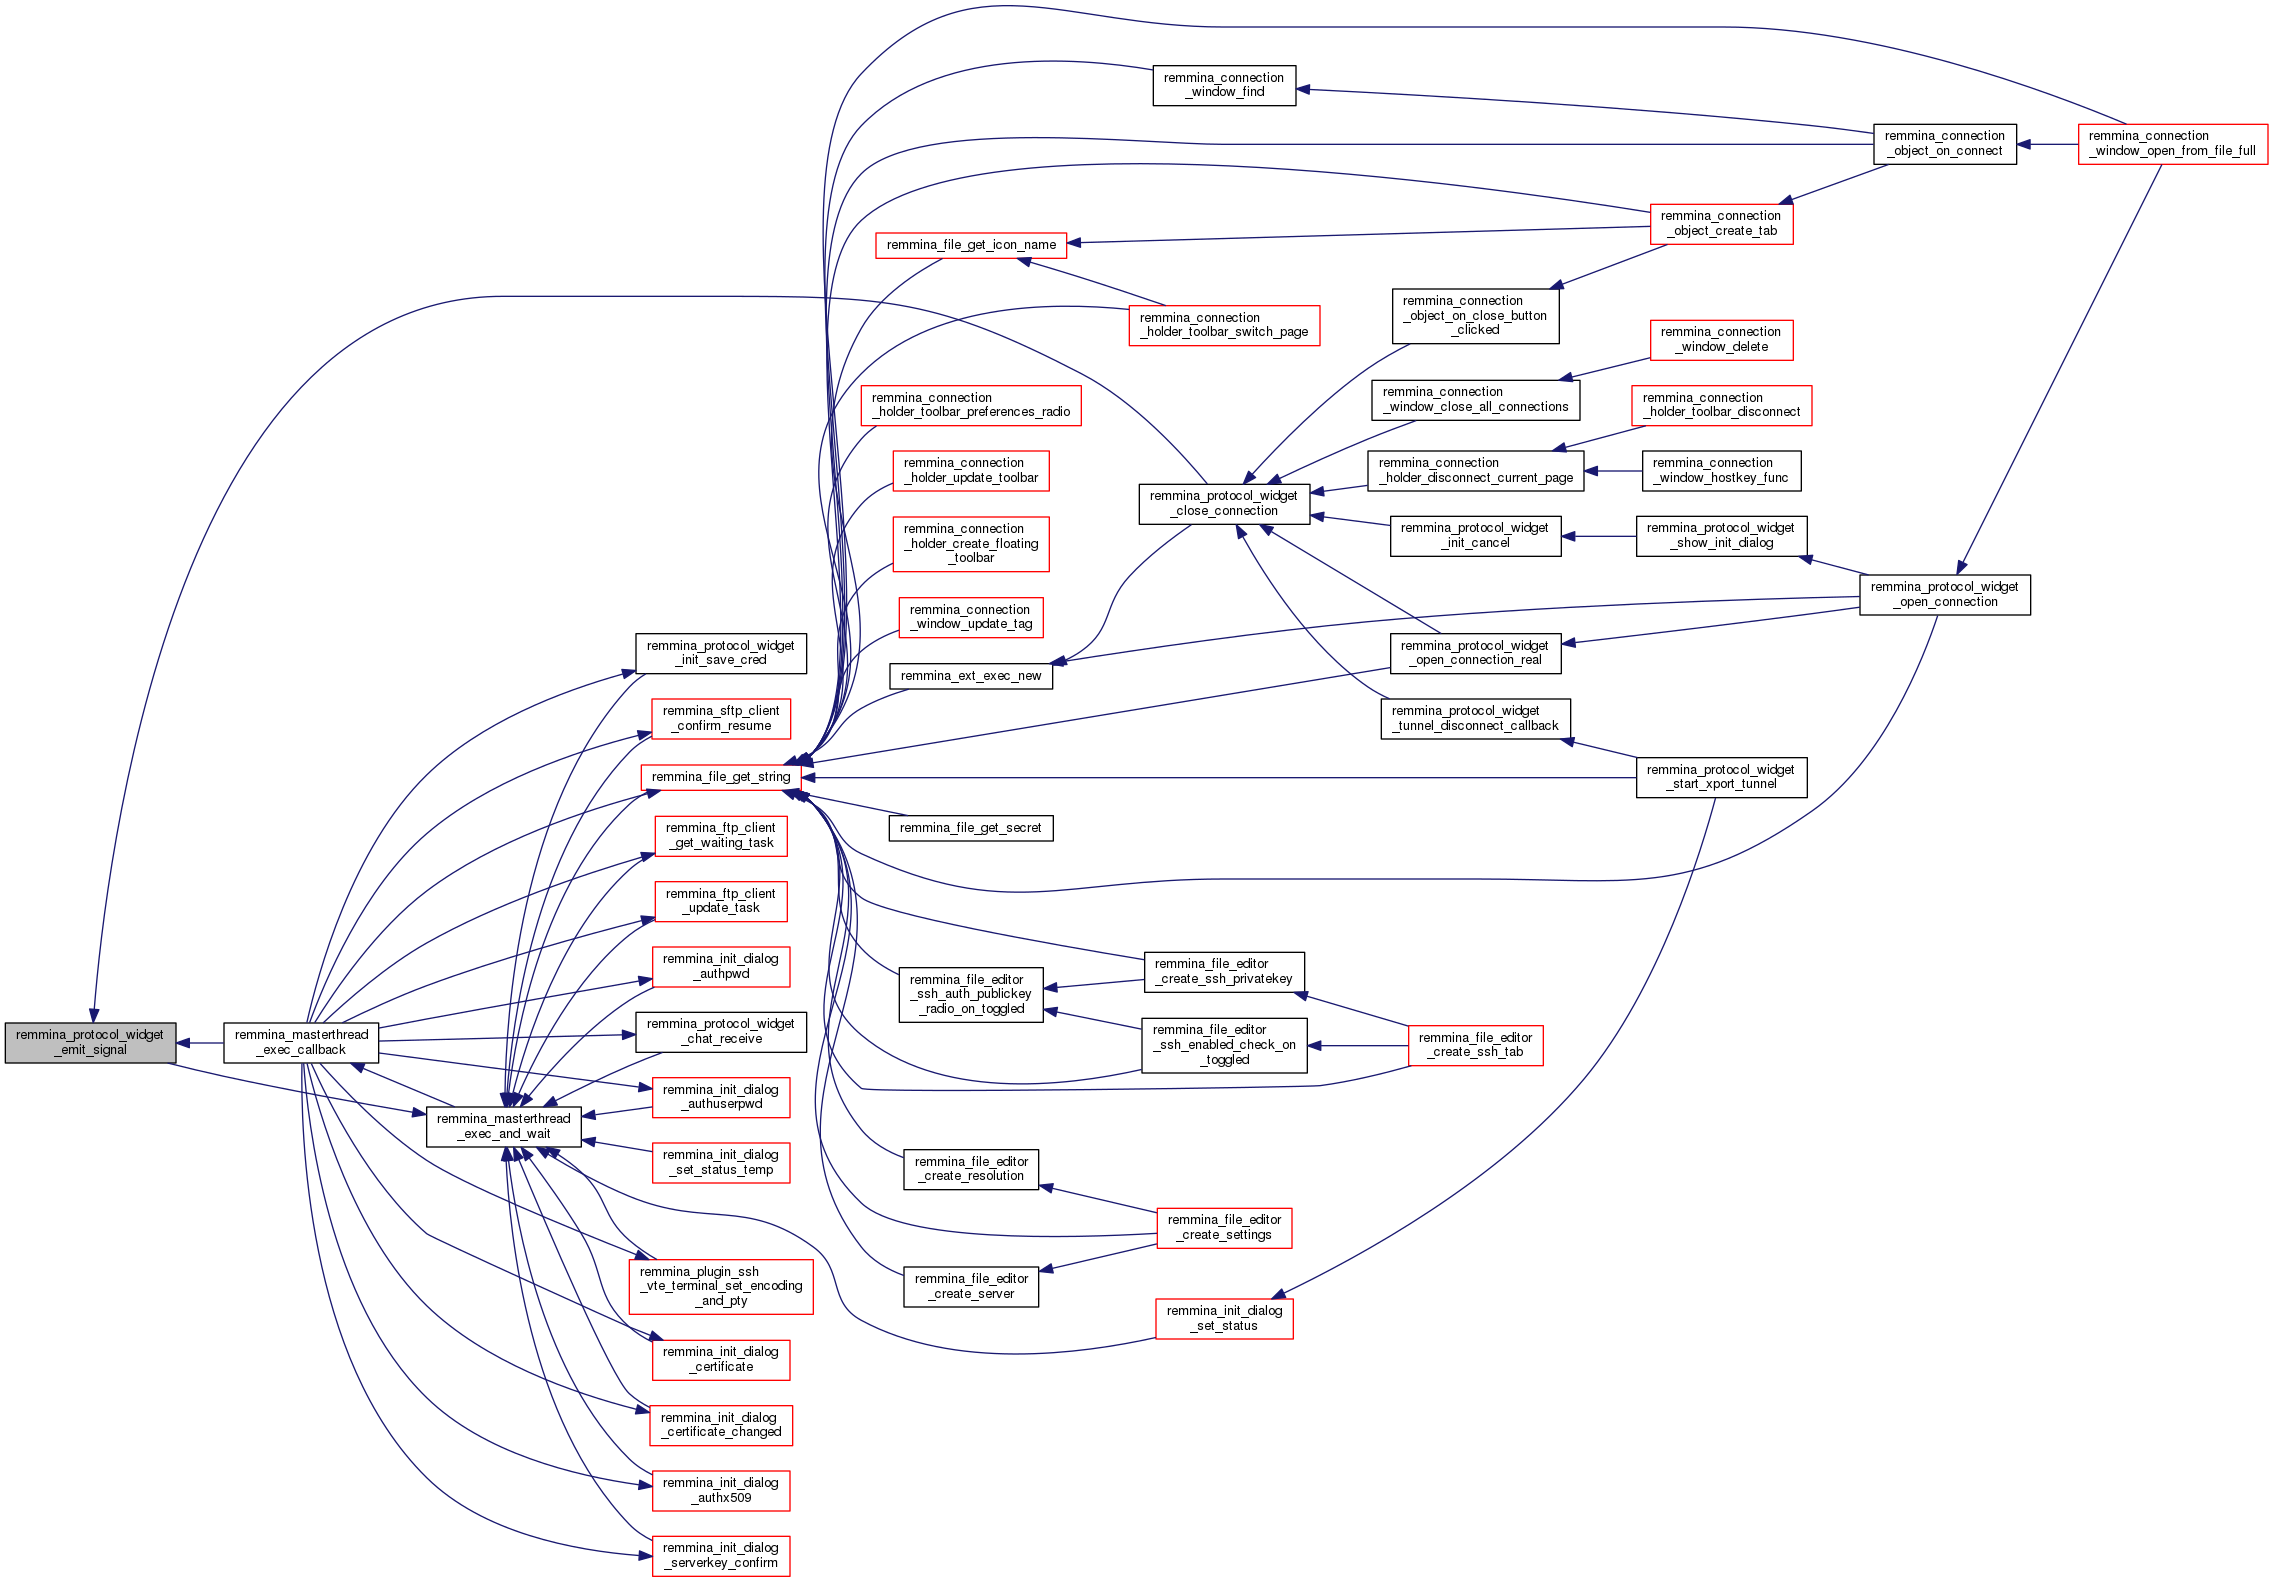 remmina_connection
_window_find
remmina_connection
_object_on_connect
remmina_connection
_window_open_from_file_full
remmina_connection
_object_create_tab
remmina_file_get_icon_name
remmina_connection
_holder_toolbar_switch_page
remmina_connection
_object_on_close_button
_clicked
remmina_connection
_window_delete
remmina_connection
_window_close_all_connections
remmina_connection
_holder_toolbar_preferences_radio
remmina_connection
_holder_toolbar_disconnect
remmina_connection
_holder_update_toolbar
remmina_connection
_holder_disconnect_current_page
remmina_connection
_window_hostkey_func
remmina_protocol_widget
_close_connection
remmina_connection
_holder_create_floating
_toolbar
remmina_protocol_widget
_init_cancel
remmina_protocol_widget
_show_init_dialog
remmina_protocol_widget
_open_connection
remmina_connection
_window_update_tag
remmina_protocol_widget
_init_save_cred
remmina_ext_exec_new
remmina_protocol_widget
_open_connection_real
remmina_sftp_client
_confirm_resume
remmina_protocol_widget
_tunnel_disconnect_callback
remmina_file_get_string
remmina_protocol_widget
_start_xport_tunnel
remmina_ftp_client
_get_waiting_task
remmina_file_get_secret
remmina_ftp_client
_update_task
remmina_init_dialog
_authpwd
remmina_file_editor
_ssh_auth_publickey
_radio_on_toggled
remmina_file_editor
_create_ssh_privatekey
remmina_protocol_widget
_emit_signal
remmina_masterthread
_exec_callback
remmina_protocol_widget
_chat_receive
remmina_file_editor
_ssh_enabled_check_on
_toggled
remmina_file_editor
_create_ssh_tab
remmina_init_dialog
_authuserpwd
remmina_masterthread
_exec_and_wait
remmina_init_dialog
_set_status_temp
remmina_file_editor
_create_resolution
remmina_file_editor
_create_settings
remmina_plugin_ssh
_vte_terminal_set_encoding
_and_pty
remmina_file_editor
_create_server
remmina_init_dialog
_set_status
remmina_init_dialog
_certificate
remmina_init_dialog
_certificate_changed
remmina_init_dialog
_authx509
remmina_init_dialog
_serverkey_confirm